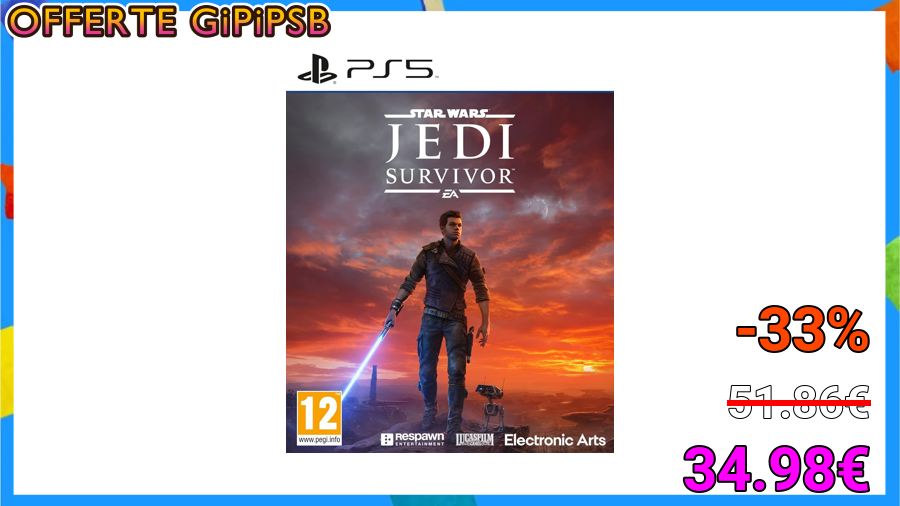 OFFERTE GiPiPSB
PS5
STAR WARS
JEDI
SURVIVOR
EA
-33%
51.86€
34.98€
12
www.pegi.info
respawn
ENTERTAINMENT
LUCASFILM
Electronic Arts